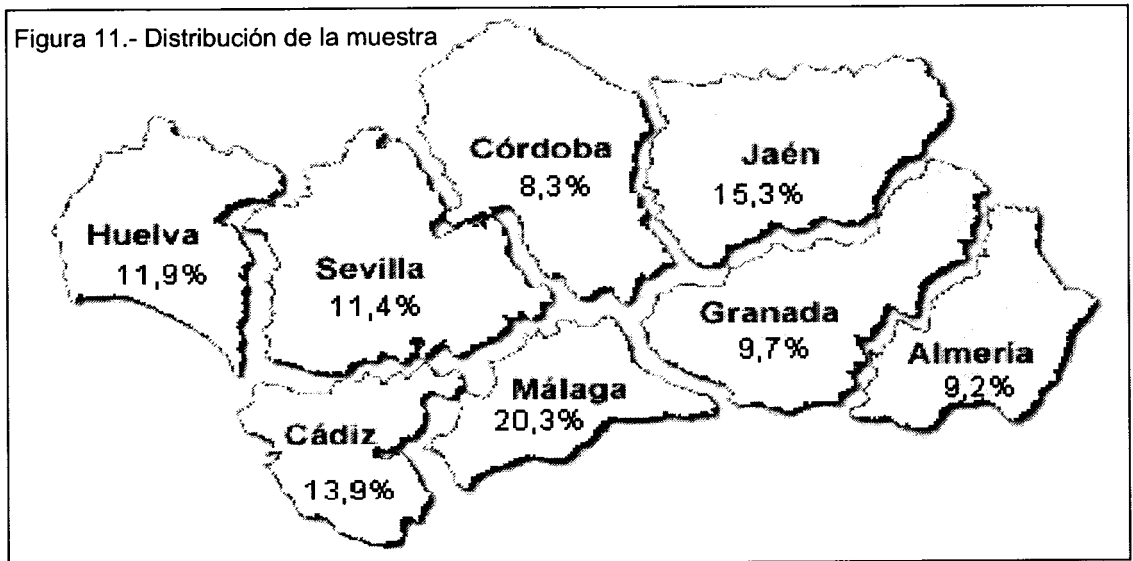 Figura 11.- Distribución de la muestra
Córdoba
8,3%
Jaén
15,3%
Huelva
11,9%
Sevilla
11,4%
Granada
9,7%
Almería
9,2%
Málaga
20,3%
Cádiz
13,9%